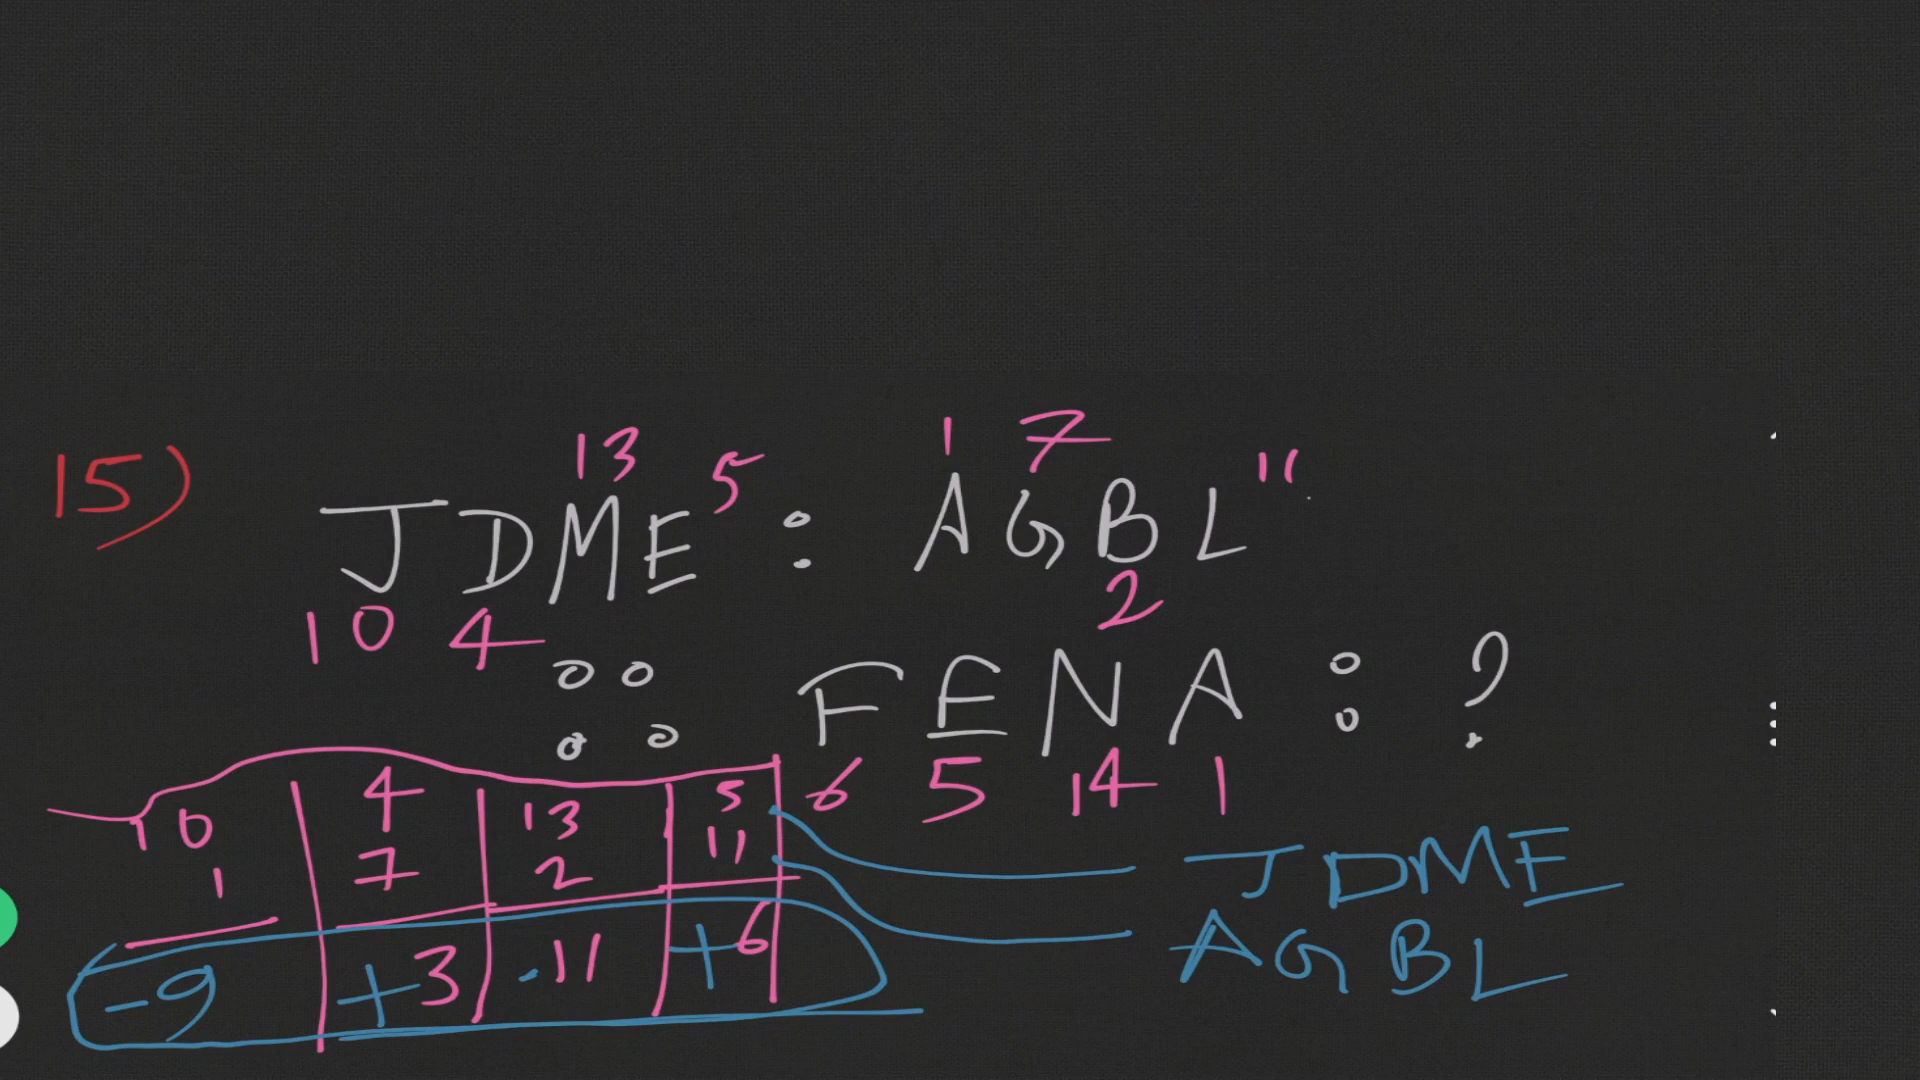 13 5 1 7 11
15) JDME : AGBL
10 4 2
:: FENA : ?
6 5 14 1
10 4 13 5
1 7 2 11
-9 +3 -11 +6
JDME
AGBL